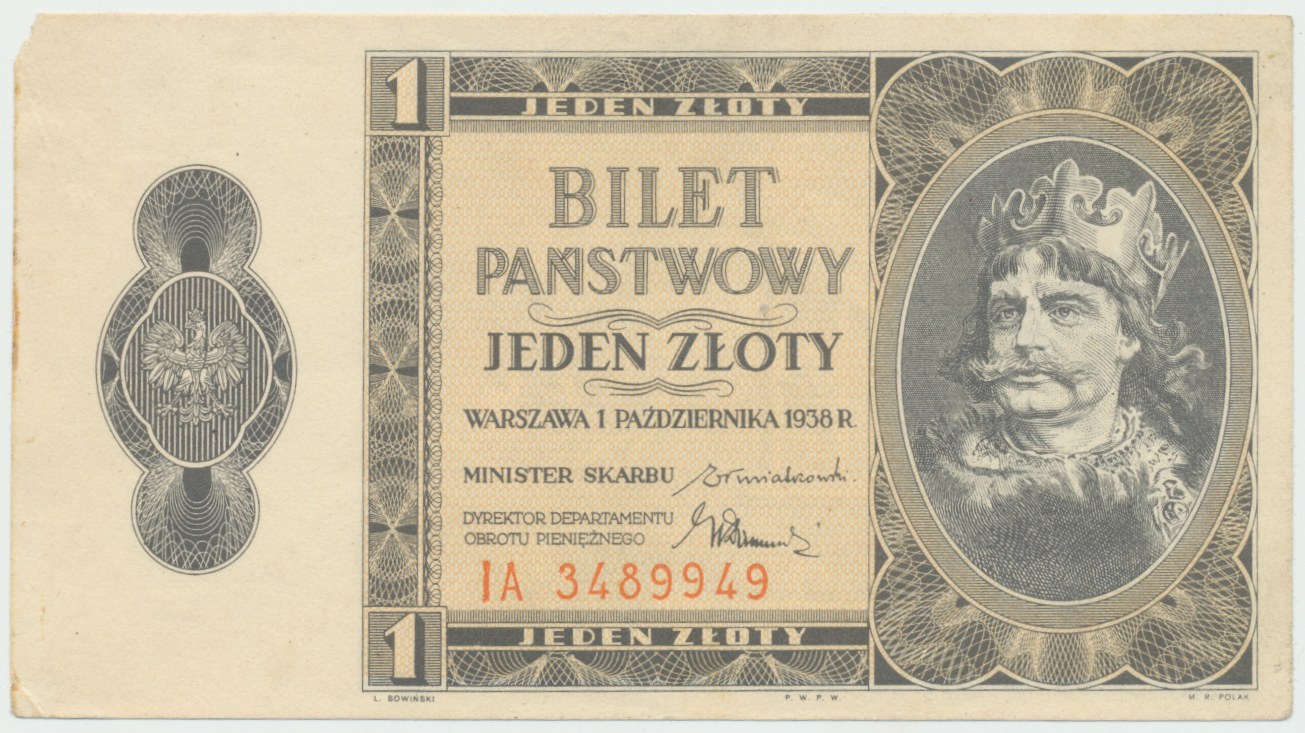 1
JEDEN ZŁOTY
BILET
PAŃSTWOWY
JEDEN ZŁOTY
WARSZAWA 1 PAŹDZIERNIKA 1938 R.
MINISTER SKARBU
DYREKTOR DEPARTAMENTU
OBROTU PIENIĘŻNEGO
IA 3489949
1
JEDEN ZŁOTY
L. SOWIŃSKI
P. W. P. W.
M. R. POLAK